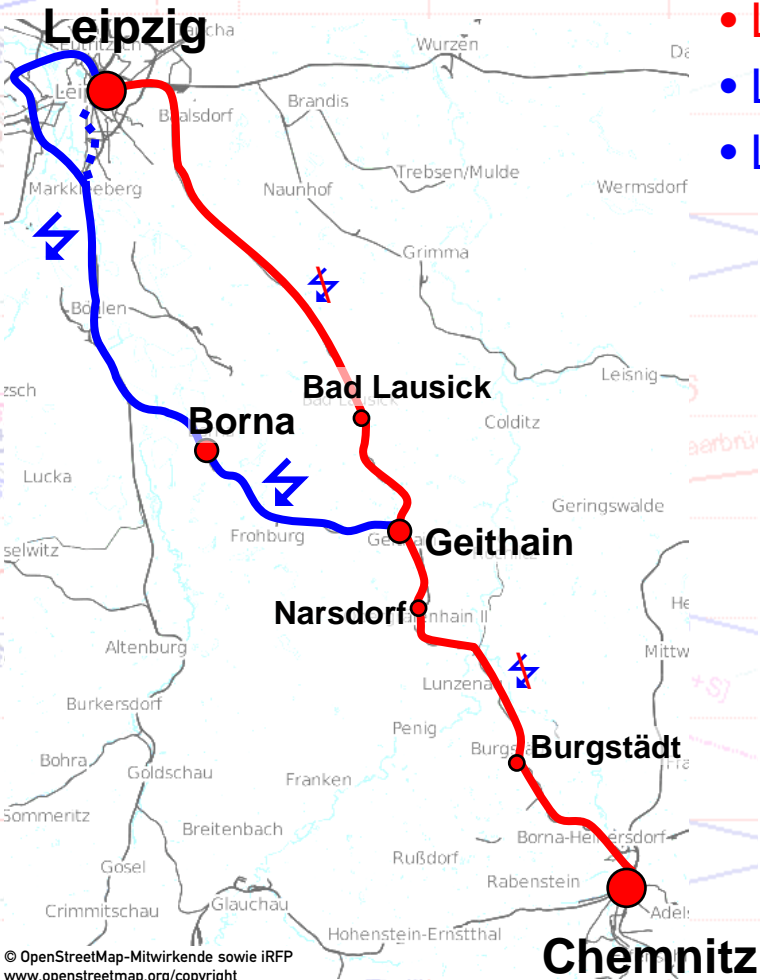 Leipzig
Wurzen
Brandis
Trebsen/Mulde
Markkleeberg
Naunhof
Wermsdorf
Grimma
Böhlen
Leisnig
Bad Lausick
Borna
Colditz
Lucka
Geringswalde
Frohburg
Geithain
Narsdorf
Altenburg
Lunzenau
Burkersdorf
Penig
Burgstädt
Bohra
Goldschau
Franken
Breitenbach
Borna-Heinersdorf
Rußdorf
Gosel
Rabenstein
Crimmitschau
Glauchau
Hohenstein-Ernstthal
Chemnitz
© OpenStreetMap-Mitwirkende sowie iRFP
www.openstreetmap.org/copyright